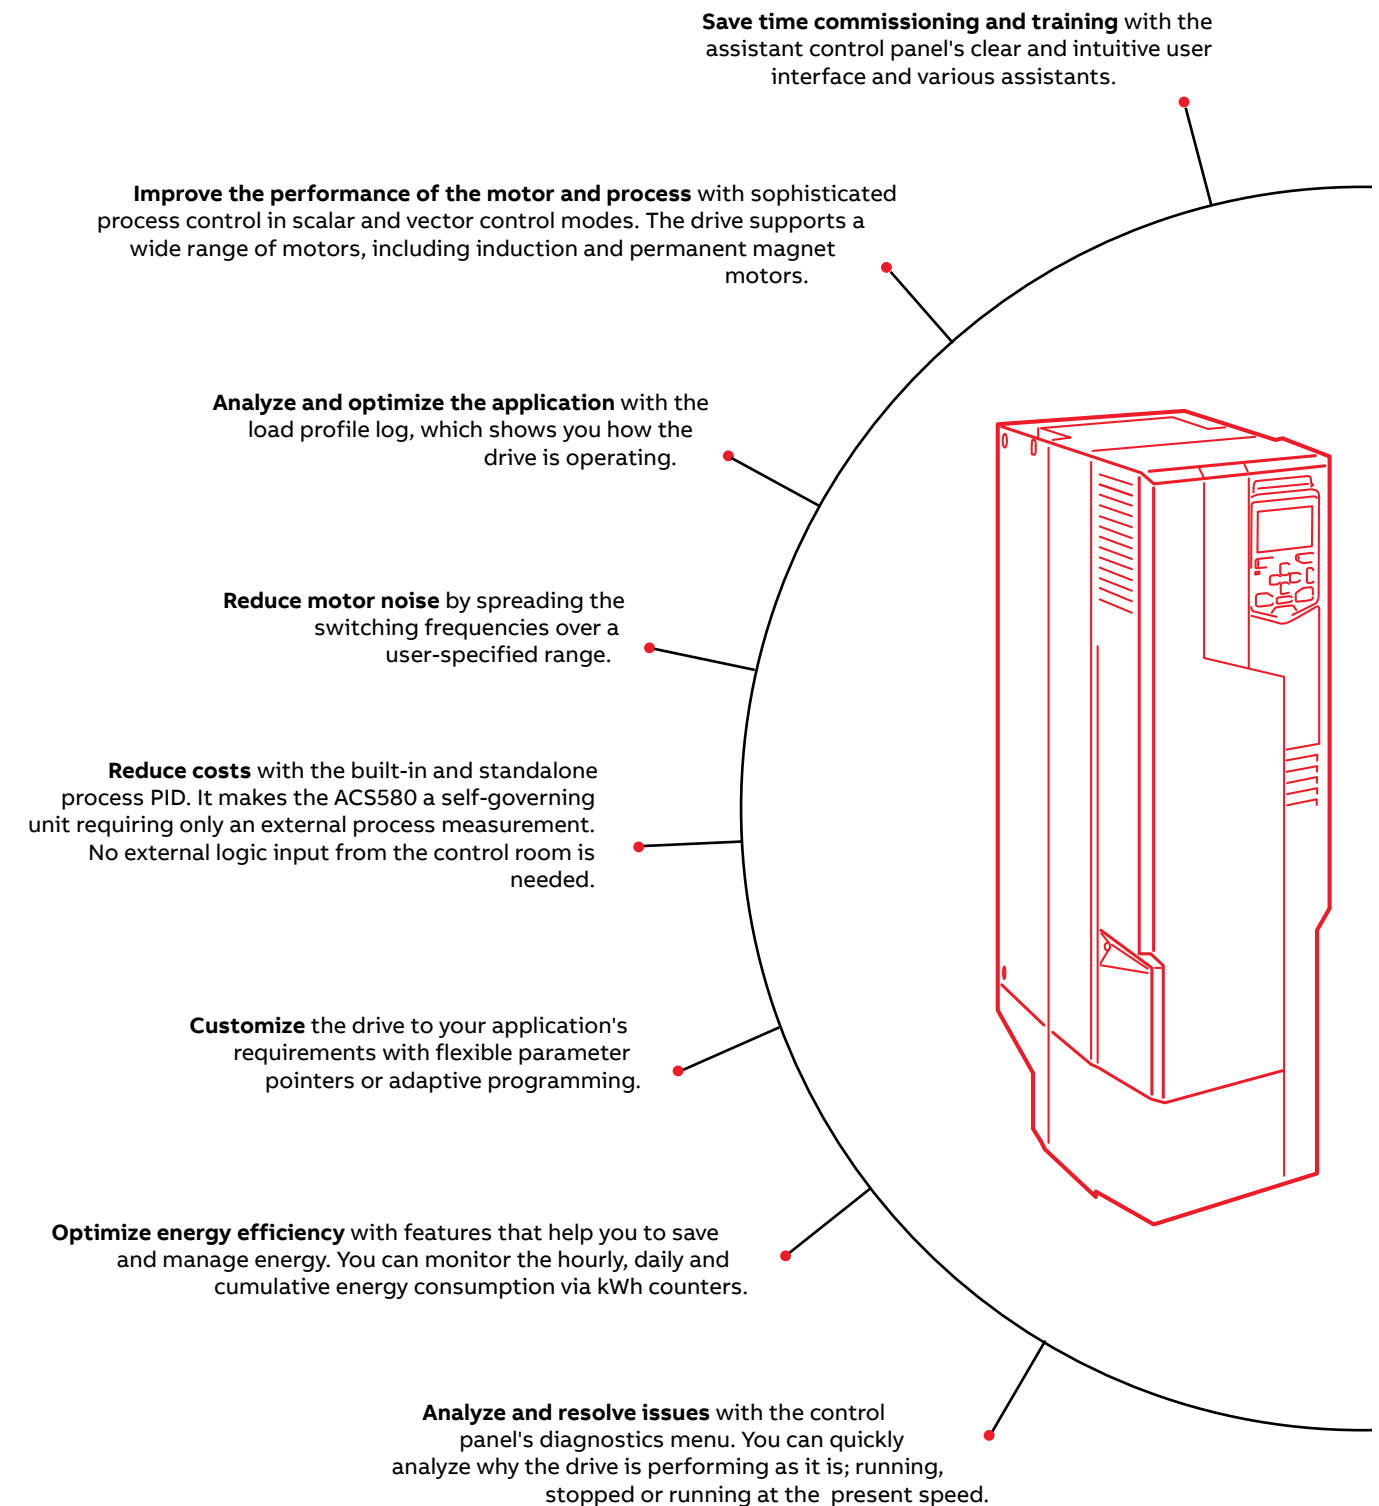 Save time commissioning and training with the
assistant control panel's clear and intuitive user
interface and various assistants.
Improve the performance of the motor and process with sophisticated
process control in scalar and vector control modes. The drive supports a
wide range of motors, including induction and permanent magnet
motors.
Analyze and optimize the application with the
load profile log, which shows you how the
drive is operating.
Reduce motor noise by spreading the
switching frequencies over a
user-specified range.
Reduce costs with the built-in and standalone
process PID. It makes the ACS580 a self-governing
unit requiring only an external process measurement.
No external logic input from the control room is
needed.
Customize the drive to your application's
requirements with flexible parameter
pointers or adaptive programming.
Optimize energy efficiency with features that help you to save
and manage energy. You can monitor the hourly, daily and
cumulative energy consumption via kWh counters.
Analyze and resolve issues with the control
panel's diagnostics menu. You can quickly
analyze why the drive is performing as it is; running,
stopped or running at the present speed.